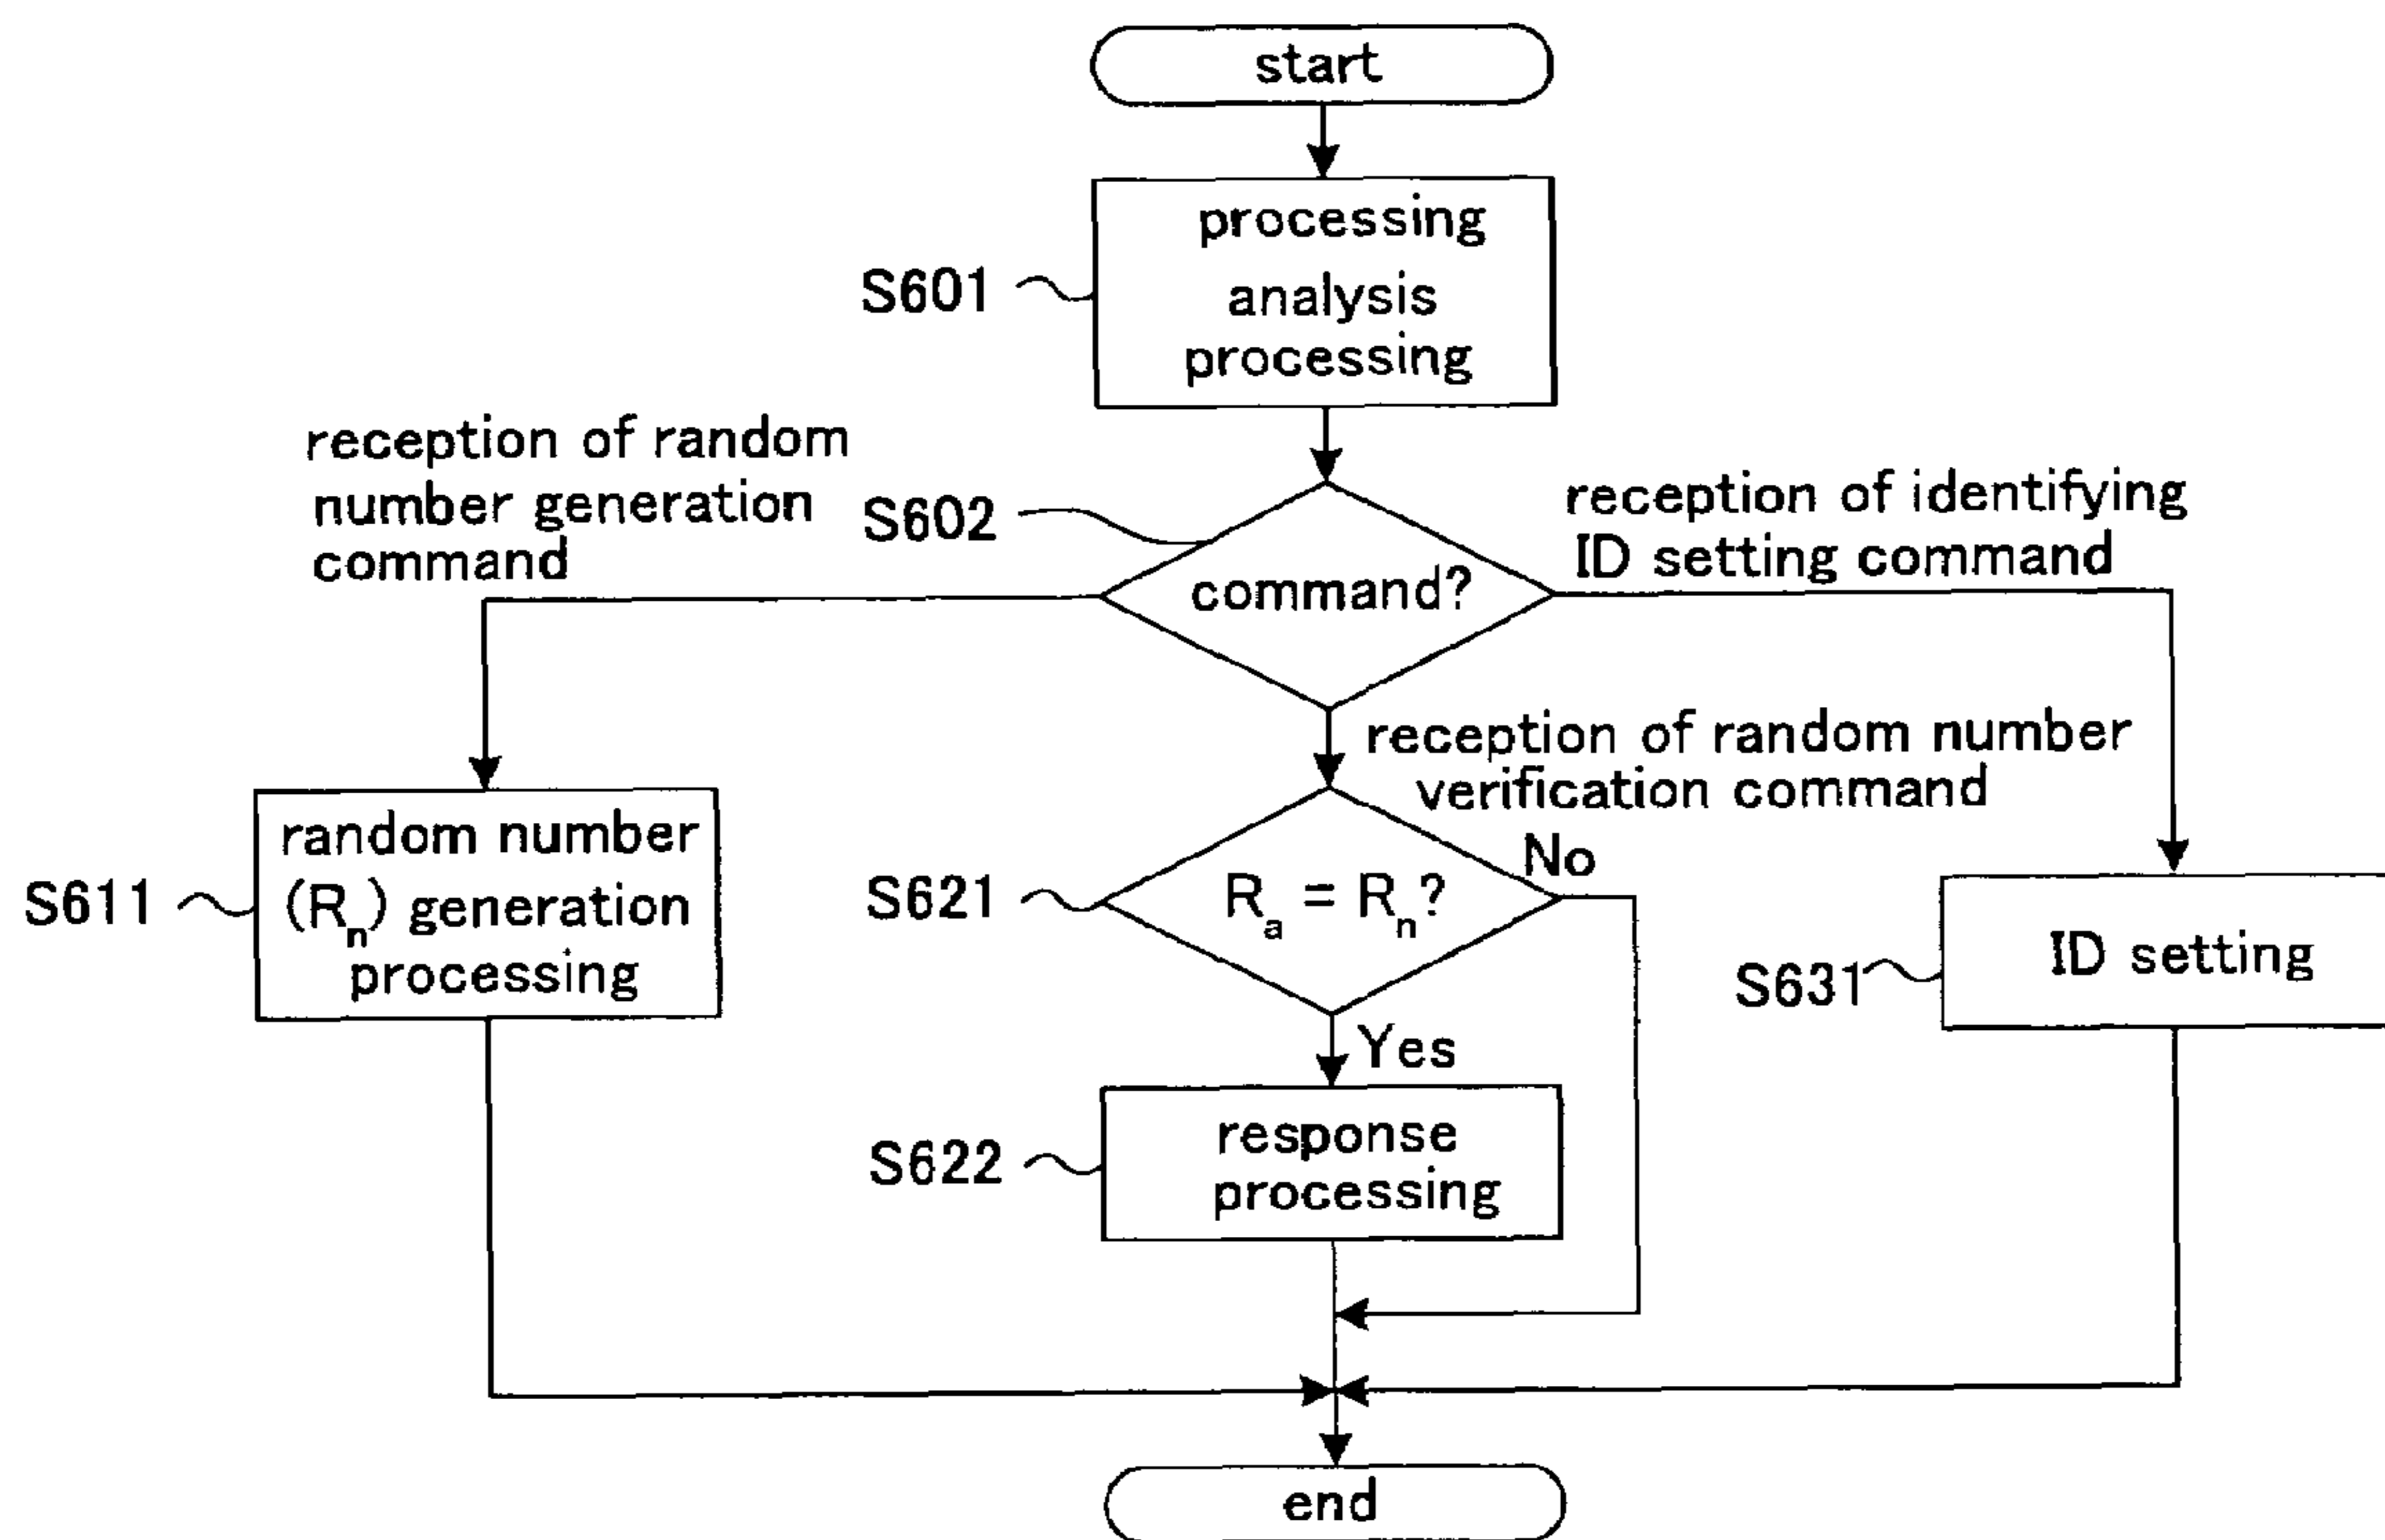 start
processing
analysis
processing
S601
reception of random
number generation
command
S602
command?
reception of identifying
ID setting command
reception of random number
verification command
random number
(Rn) generation
processing
S611
S621
Ra = Rn?
No
Yes
S631
ID setting
S622
response
processing
end